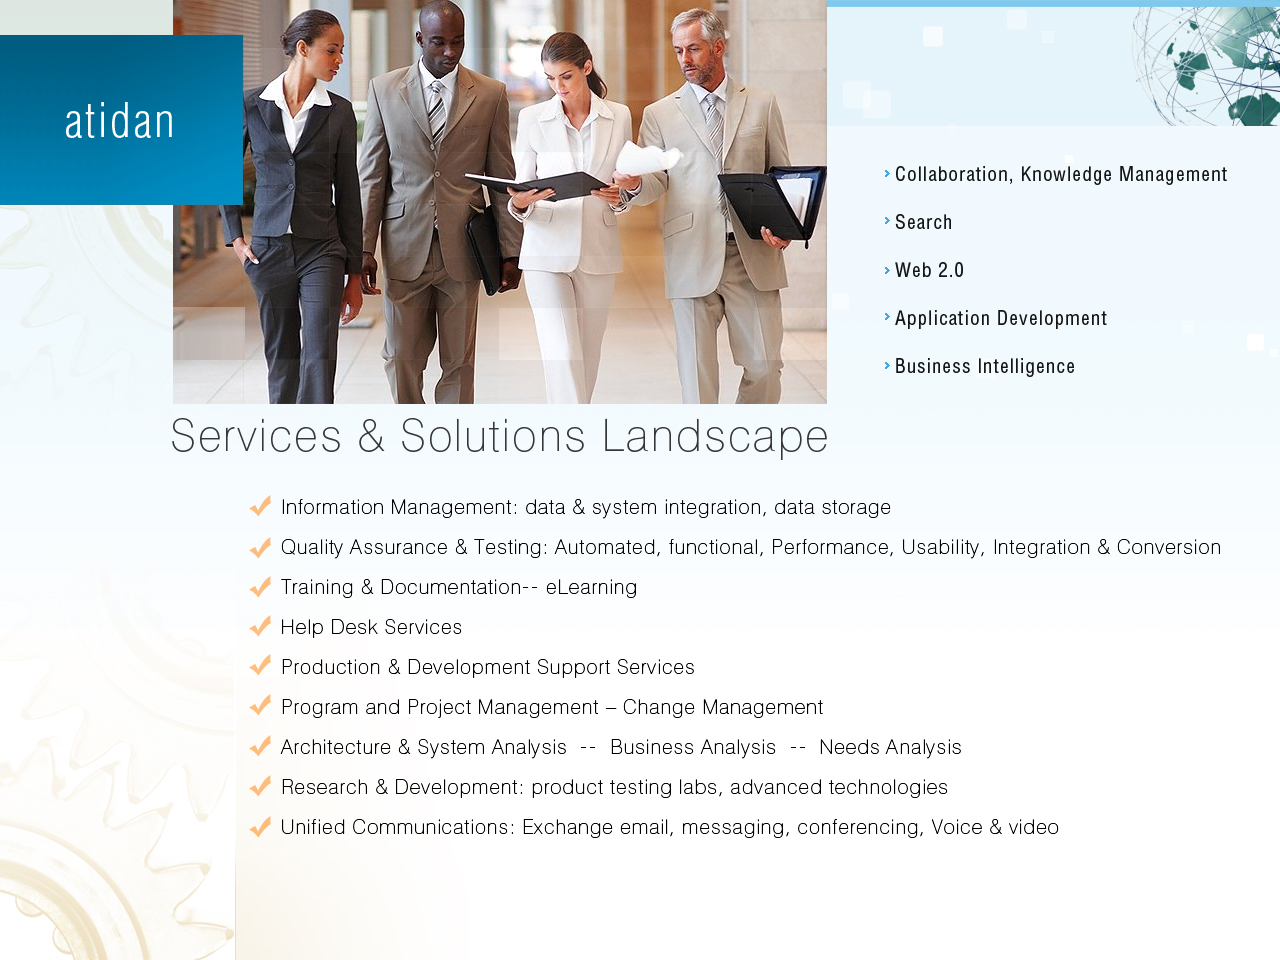 atidan
Collaboration, Knowledge Management
Search
Web 2.0
Application Development
Business Intelligence
Services & Solutions Landscape
Information Management: data & system integration, data storage
Quality Assurance & Testing: Automated, functional, Performance, Usability, Integration & Conversion
Training & Documentation-- eLearning
Help Desk Services
Production & Development Support Services
Program and Project Management – Change Management
Architecture & System Analysis -- Business Analysis -- Needs Analysis
Research & Development: product testing labs, advanced technologies
Unified Communications: Exchange email, messaging, conferencing, Voice & video